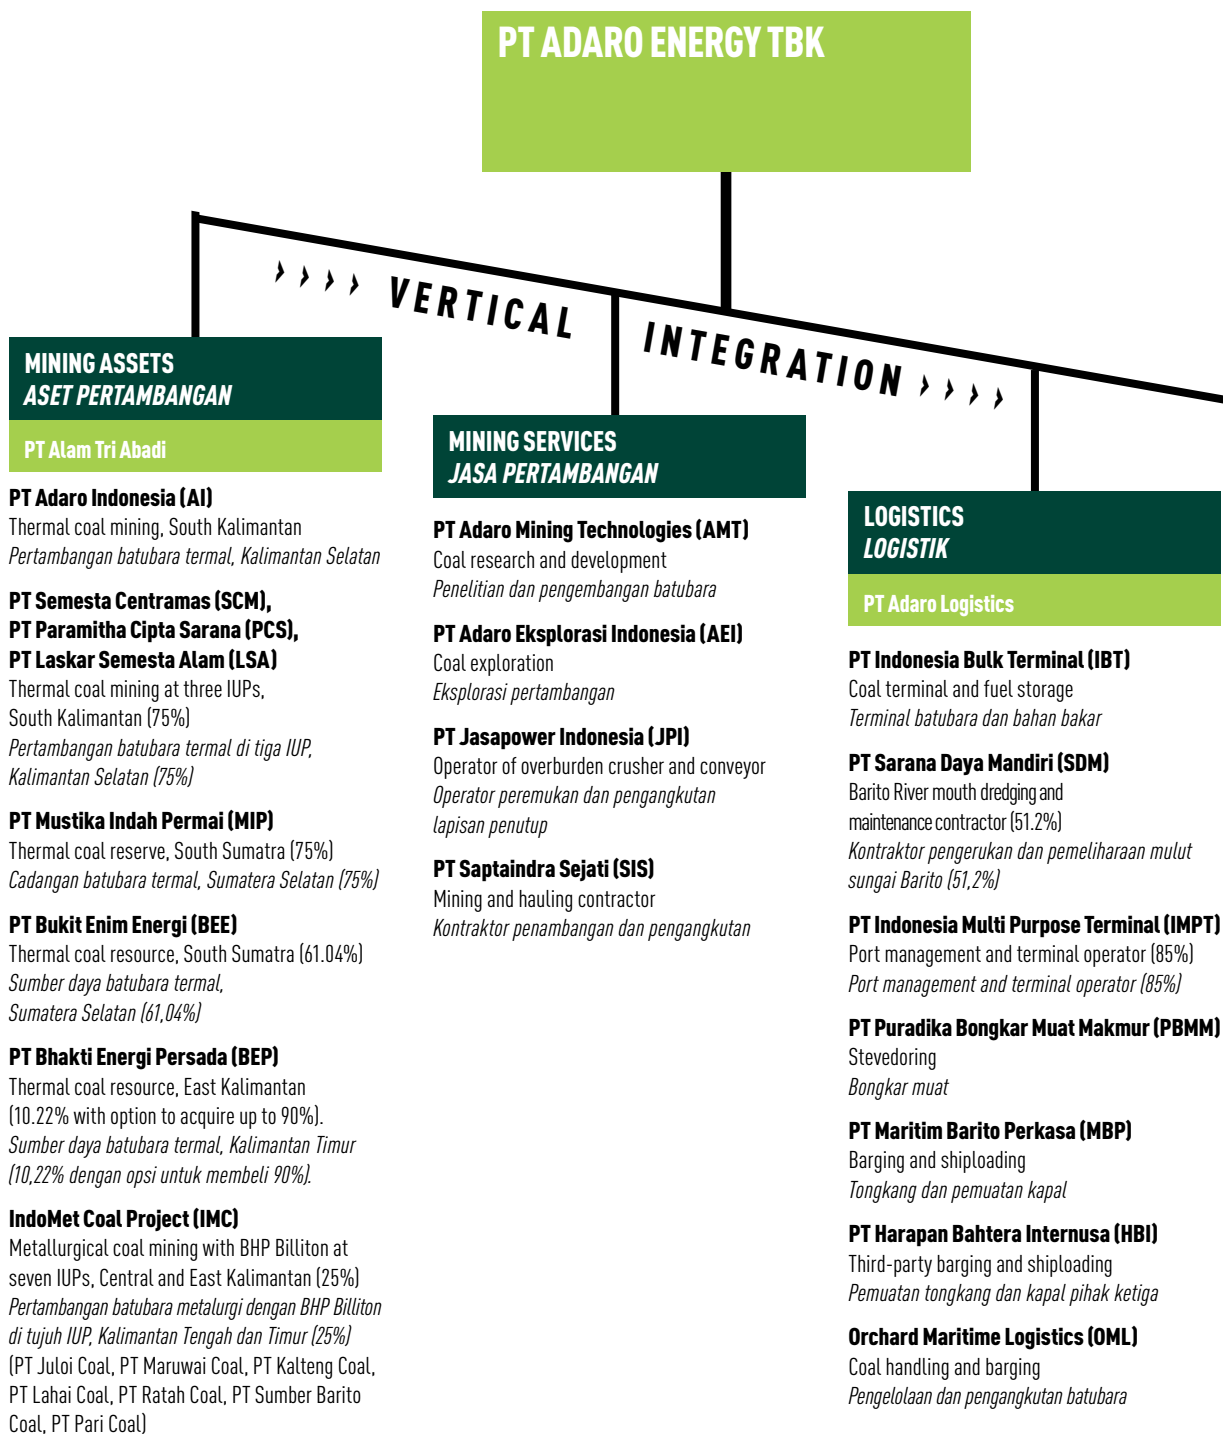 PT ADARO ENERGY TBK
›››› VERTICAL INTEGRATION ››››
MINING ASSETS
ASET PERTAMBANGAN
PT Alam Tri Abadi
PT Adaro Indonesia (AI)
Thermal coal mining, South Kalimantan
Pertambangan batubara termal, Kalimantan Selatan
PT Semesta Centramas (SCM),
PT Paramitha Cipta Sarana (PCS),
PT Laskar Semesta Alam (LSA)
Thermal coal mining at three IUPs,
South Kalimantan (75%)
Pertambangan batubara termal di tiga IUP,
Kalimantan Selatan (75%)
PT Mustika Indah Permai (MIP)
Thermal coal reserve, South Sumatra (75%)
Cadangan batubara termal, Sumatera Selatan (75%)
PT Bukit Enim Energi (BEE)
Thermal coal resource, South Sumatra (61.04%)
Sumber daya batubara termal,
Sumatera Selatan (61,04%)
PT Bhakti Energi Persada (BEP)
Thermal coal resource, East Kalimantan
(10.22% with option to acquire up to 90%).
Sumber daya batubara termal, Kalimantan Timur
(10,22% dengan opsi untuk membeli 90%).
IndoMet Coal Project (IMC)
Metallurgical coal mining with BHP Billiton at
seven IUPs, Central and East Kalimantan (25%)
Pertambangan batubara metalurgi dengan BHP Billiton
di tujuh IUP, Kalimantan Tengah dan Timur (25%)
(PT Juloi Coal, PT Maruwai Coal, PT Kalteng Coal,
PT Lahai Coal, PT Ratah Coal, PT Sumber Barito
Coal, PT Pari Coal)
MINING SERVICES
JASA PERTAMBANGAN
PT Adaro Mining Technologies (AMT)
Coal research and development
Penelitian dan pengembangan batubara
PT Adaro Eksplorasi Indonesia (AEI)
Coal exploration
Eksplorasi pertambangan
PT Jasapower Indonesia (JPI)
Operator of overburden crusher and conveyor
Operator peremukan dan pengangkutan
lapisan penutup
PT Saptaindra Sejati (SIS)
Mining and hauling contractor
Kontraktor penambangan dan pengangkutan
LOGISTICS
LOGISTIK
PT Adaro Logistics
PT Indonesia Bulk Terminal (IBT)
Coal terminal and fuel storage
Terminal batubara dan bahan bakar
PT Sarana Daya Mandiri (SDM)
Barito River mouth dredging and
maintenance contractor (51.2%)
Kontraktor pengerukan dan pemeliharaan mulut
sungai Barito (51,2%)
PT Indonesia Multi Purpose Terminal (IMPT)
Port management and terminal operator (85%)
Port management and terminal operator (85%)
PT Puradika Bongkar Muat Makmur (PBMM)
Stevedoring
Bongkar muat
PT Maritim Barito Perkasa (MBP)
Barging and shiploading
Tongkang dan pemuatan kapal
PT Harapan Bahtera Internusa (HBI)
Third-party barging and shiploading
Pemuatan tongkang dan kapal pihak ketiga
Orchard Maritime Logistics (OML)
Coal handling and barging
Pengelolaan dan pengangkutan batubara